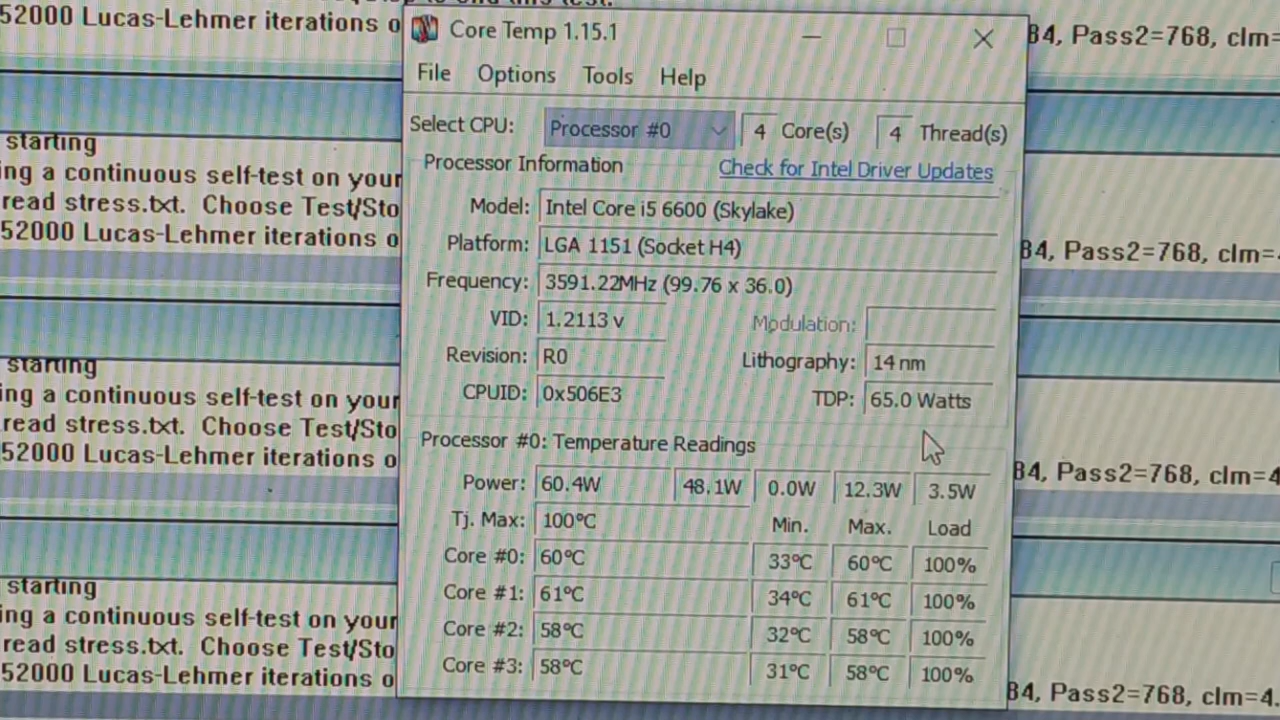 52000 Lucas-Lehmer iterations o
Core Temp 1.15.1
84, Pass2=768, clm=
File Options Tools Help
Select CPU: Processor #0 4 Core(s) 4 Thread(s)
Processor Information Check for Intel Driver Updates
Model: Intel Core i5 6600 (Skylake)
Platform: LGA 1151 (Socket H4)
Frequency: 3591.22MHz (99.76 x 36.0)
VID: 1.2113 v Modulation:
Revision: R0 Lithography: 14 nm
CPUID: 0x506E3 TDP: 65.0 Watts
Processor #0: Temperature Readings
Power: 60.4W 48.1W 0.0W 12.3W 3.5W
Tj. Max: 100°C Min. Max. Load
Core #0: 60°C 33°C 60°C 100%
Core #1: 61°C 34°C 61°C 100%
Core #2: 58°C 32°C 58°C 100%
Core #3: 58°C 31°C 58°C 100%
starting
ing a continuous self-test on your
read stress.txt. Choose Test/Sto
52000 Lucas-Lehmer iterations o
84, Pass2=768, clm=
starting
ing a continuous self-test on your
read stress.txt. Choose Test/Sto
52000 Lucas-Lehmer iterations o
84, Pass2=768, clm=4
starting
ing a continuous self-test on your
read stress.txt. Choose Test/Sto
52000 Lucas-Lehmer iterations o
84, Pass2=768, clm=4.